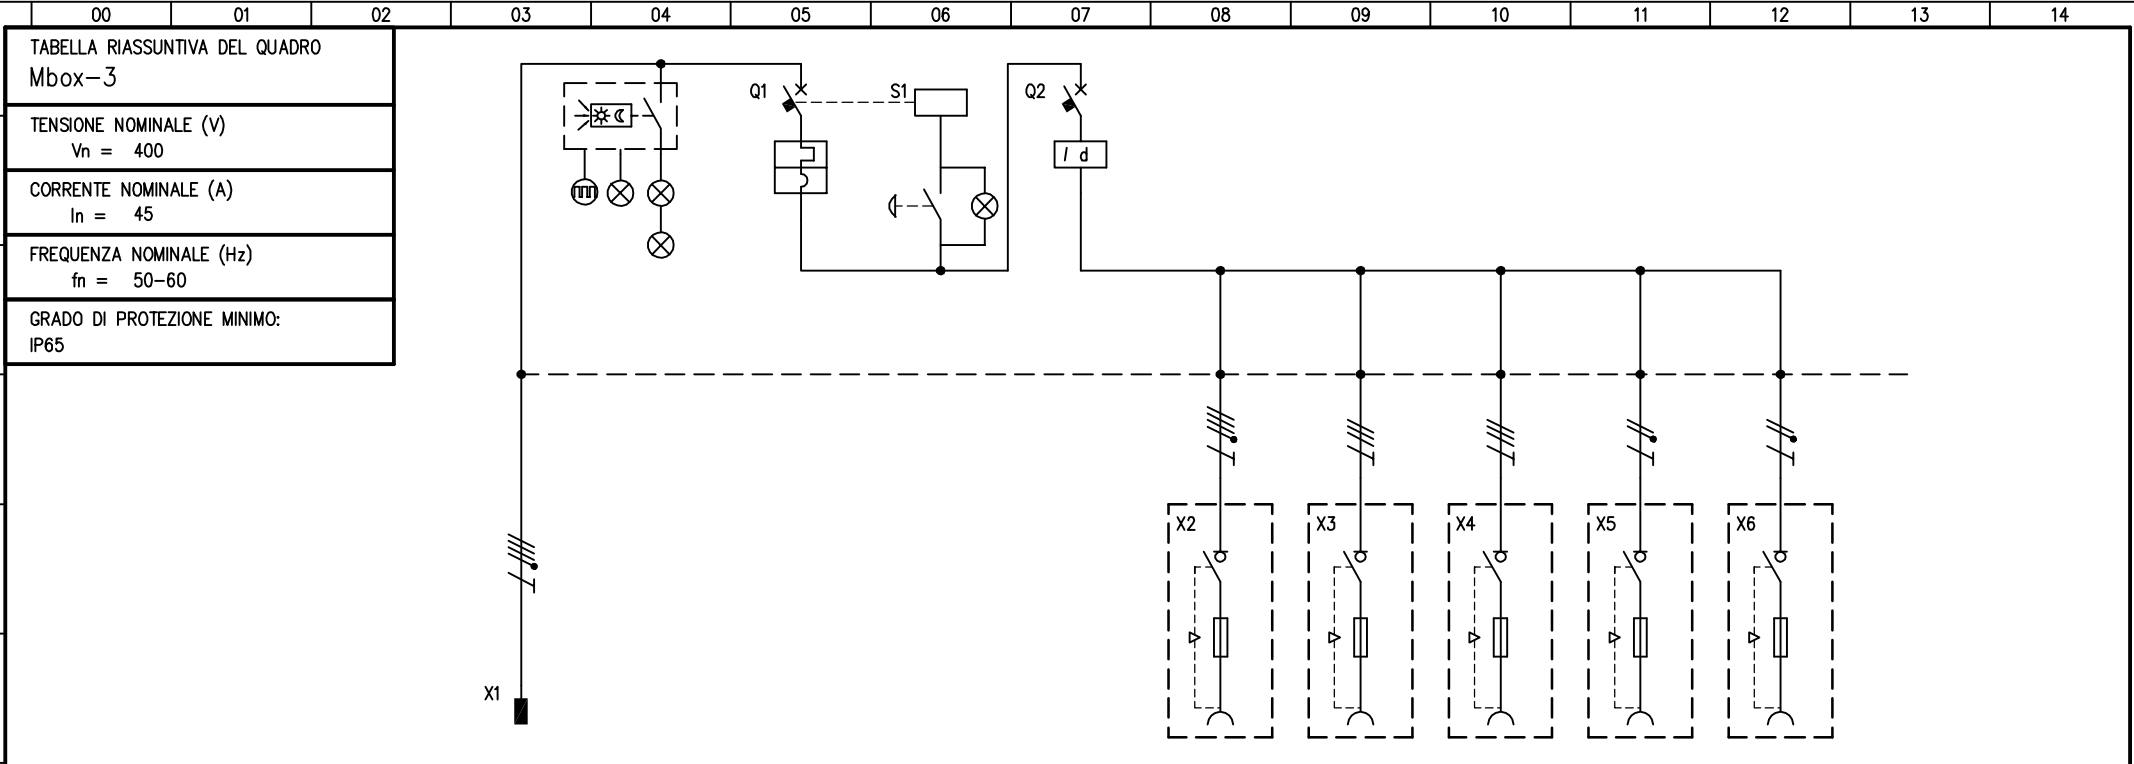 00 01 02 03 04 05 06 07 08 09 10 11 12 13 14
TABELLA RIASSUNTIVA DEL QUADRO
Mbox-3
TENSIONE NOMINALE (V)
Vn = 400
CORRENTE NOMINALE (A)
In = 45
FREQUENZA NOMINALE (Hz)
fn = 50-60
GRADO DI PROTEZIONE MINIMO:
IP65
Q1 S1 Q2
I d
X2 X3 X4 X5 X6
X1